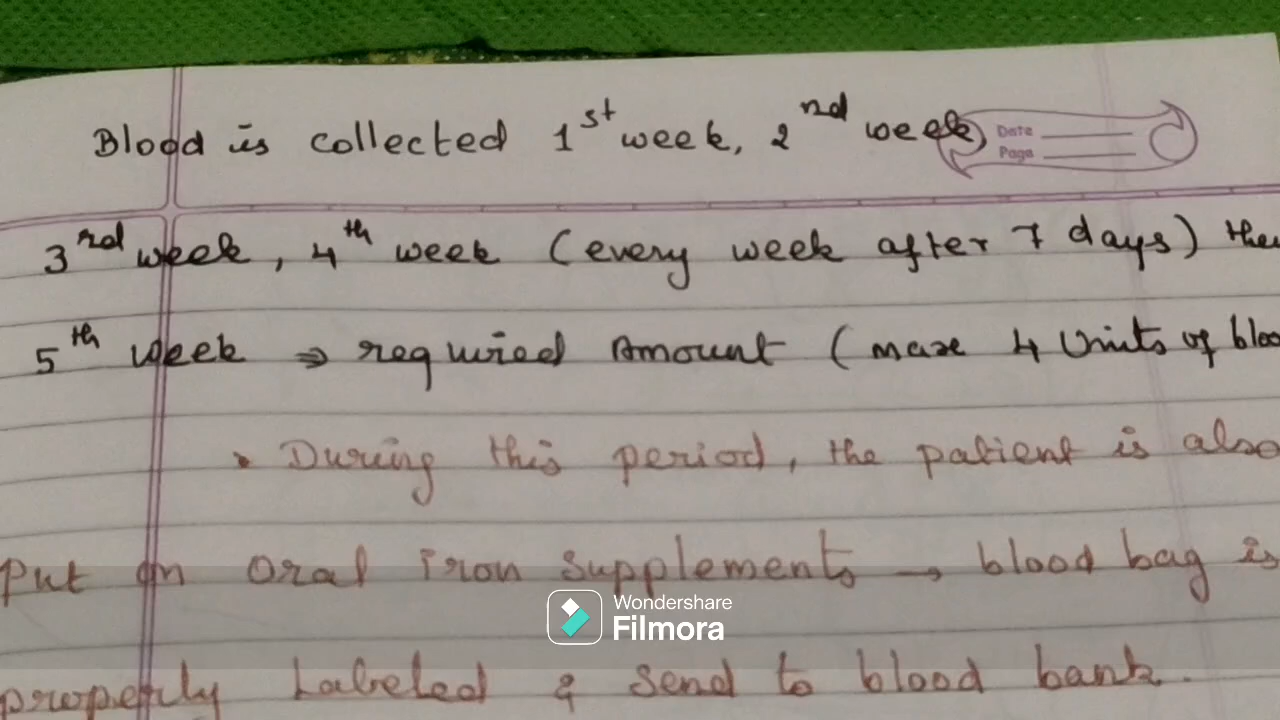 Blood is collected 1st week, 2nd week
Date
Page
3rd week, 4th week (every week after 7 days) the
5th week ⇒ required Amount (max 4 Units of bloo
• During this period, the patient is also
Put on oral iron supplements → blood bag is
Wondershare
Filmora
properly Labeled & send to blood bank.